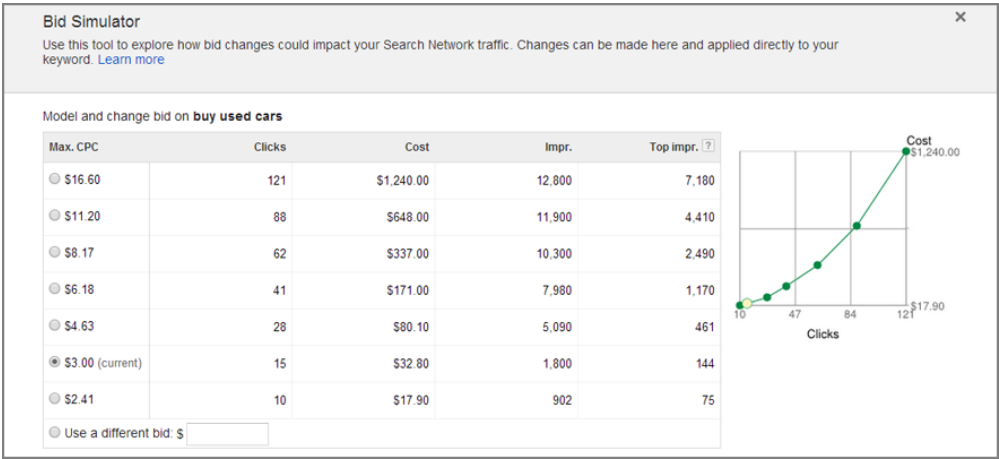 Bid Simulator
×
Use this tool to explore how bid changes could impact your Search Network traffic. Changes can be made here and applied directly to your
keyword. Learn more
Model and change bid on buy used cars
Max. CPC Clicks Cost Impr. Top impr. ?
$16.60 121 $1,240.00 12,800 7,180
$11.20 88 $648.00 11,900 4,410
$8.17 62 $337.00 10,300 2,490
$6.18 41 $171.00 7,980 1,170
$4.63 28 $80.10 5,090 461
$3.00 (current) 15 $32.80 1,800 144
$2.41 10 $17.90 902 75
Use a different bid: $
Cost
$1,240.00
$17.90
10 47 84 121
Clicks